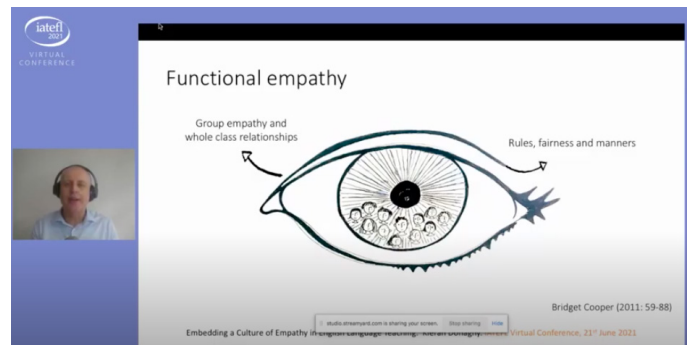 iatefl
2021
VIRTUAL
CONFERENCE
Functional empathy
Group empathy and
whole class relationships
Rules, fairness and manners
Bridget Cooper (2011: 59-88)
studio.streamyard.com is sharing your screen.
Stop sharing
Embedding a Culture of Empathy in English Language Teaching. Kieran Donaghy. Virtual Conference, 21st June 2021